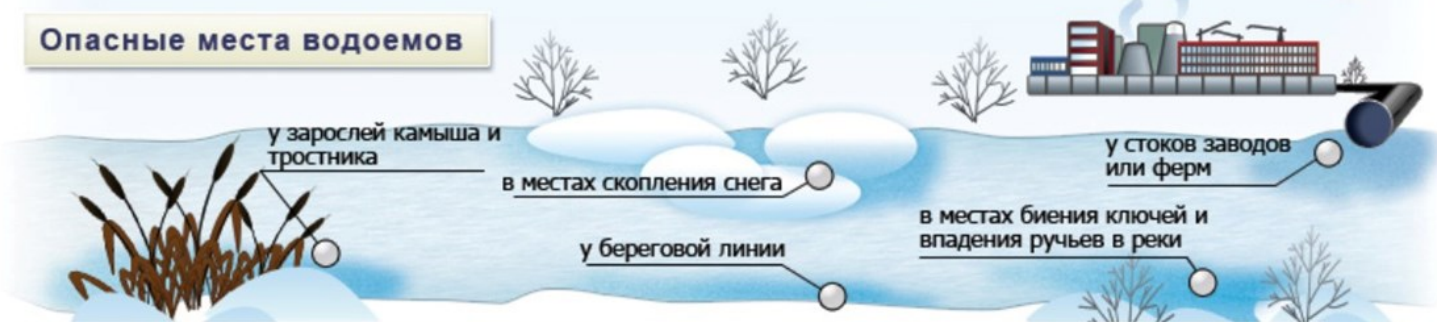 Опасные места водоемов
у зарослей камыша и
тростника
в местах скопления снега
у береговой линии
у стоков заводов
или ферм
в местах биения ключей и
впадения ручьев в реки